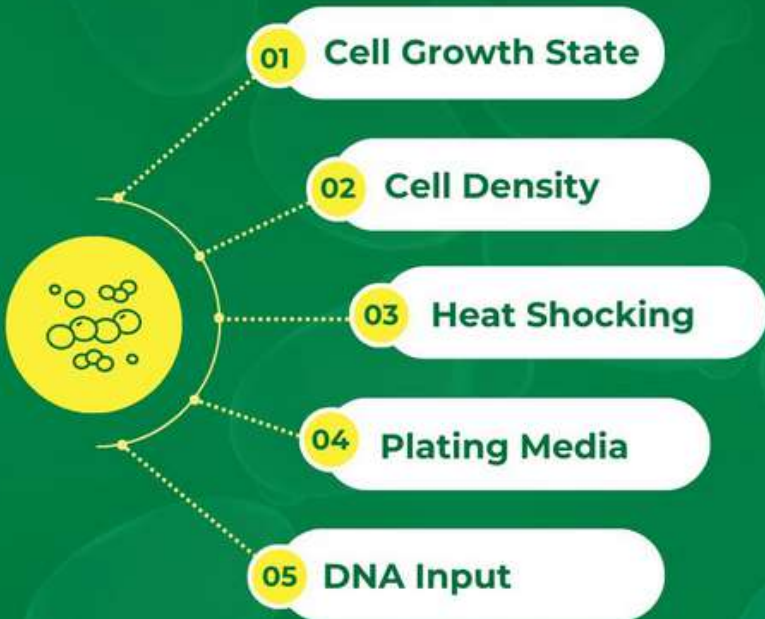 01 Cell Growth State
02 Cell Density
03 Heat Shocking
04 Plating Media
05 DNA Input